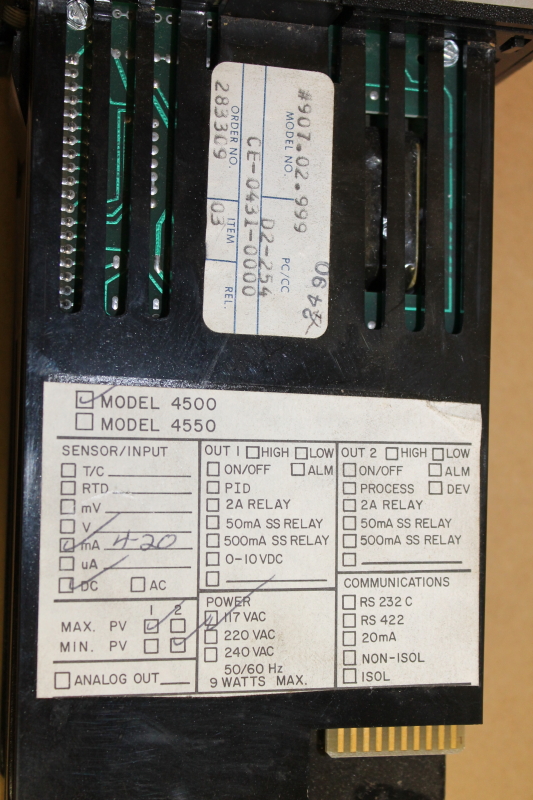 #907.02.999
MODEL NO. PC/CC
CE-0431-0000 D2-254
ORDER NO. ITEM REL.
283309 03
MODEL 4500
MODEL 4550
SENSOR/INPUT
T/C
RTD
mV
V
mA 4-20
uA
DC AC
1 2
MAX. PV
MIN. PV
ANALOG OUT
OUT 1 HIGH LOW
ON/OFF ALM
PID
2A RELAY
50mA SS RELAY
500mA SS RELAY
0-10 VDC
POWER
117 VAC
220 VAC
240 VAC
50/60 Hz
9 WATTS MAX.
OUT 2 HIGH LOW
ON/OFF ALM
PROCESS DEV
2A RELAY
50mA SS RELAY
500mA SS RELAY
COMMUNICATIONS
RS 232 C
RS 422
20mA
NON-ISOL
ISOL